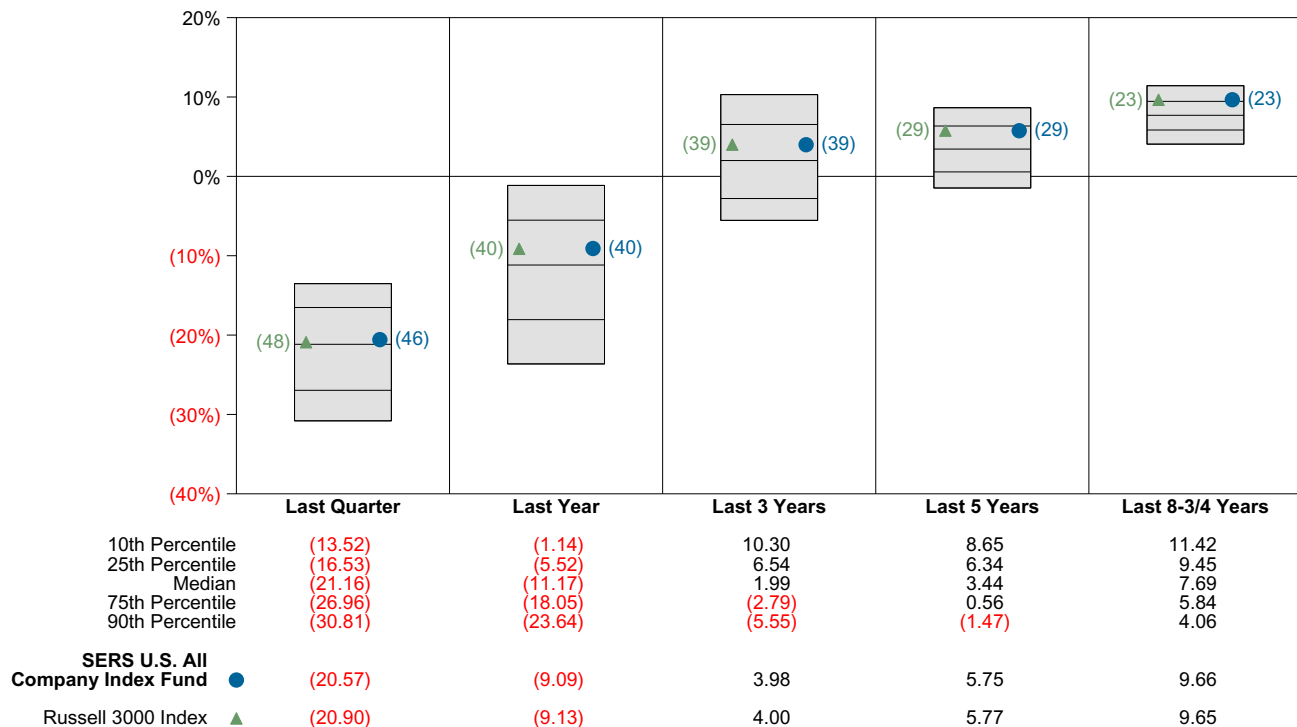 20%
10%
0%
(10%)
(20%)
(30%)
(40%)
(48) (46)
(40) (40)
(39) (39)
(29) (29)
(23) (23)
Last Quarter Last Year Last 3 Years Last 5 Years Last 8-3/4 Years
10th Percentile (13.52) (1.14) 10.30 8.65 11.42
25th Percentile (16.53) (5.52) 6.54 6.34 9.45
Median (21.16) (11.17) 1.99 3.44 7.69
75th Percentile (26.96) (18.05) (2.79) 0.56 5.84
90th Percentile (30.81) (23.64) (5.55) (1.47) 4.06
SERS U.S. All
Company Index Fund (20.57) (9.09) 3.98 5.75 9.66
Russell 3000 Index (20.90) (9.13) 4.00 5.77 9.65